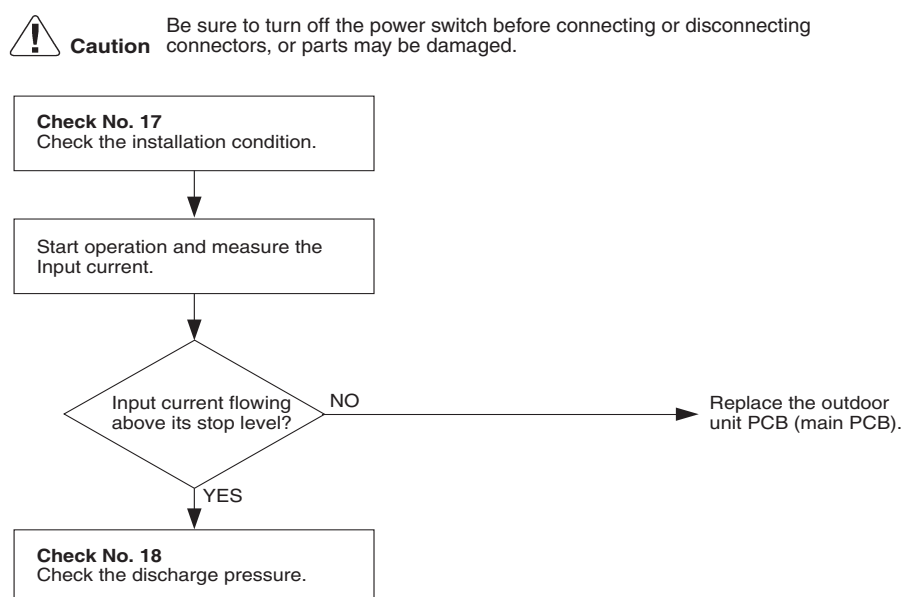 Be sure to turn off the power switch before connecting or disconnecting
Caution connectors, or parts may be damaged.
Check No. 17
Check the installation condition.
Start operation and measure the
Input current.
Input current flowing
above its stop level?
NO
Replace the outdoor
unit PCB (main PCB).
YES
Check No. 18
Check the discharge pressure.